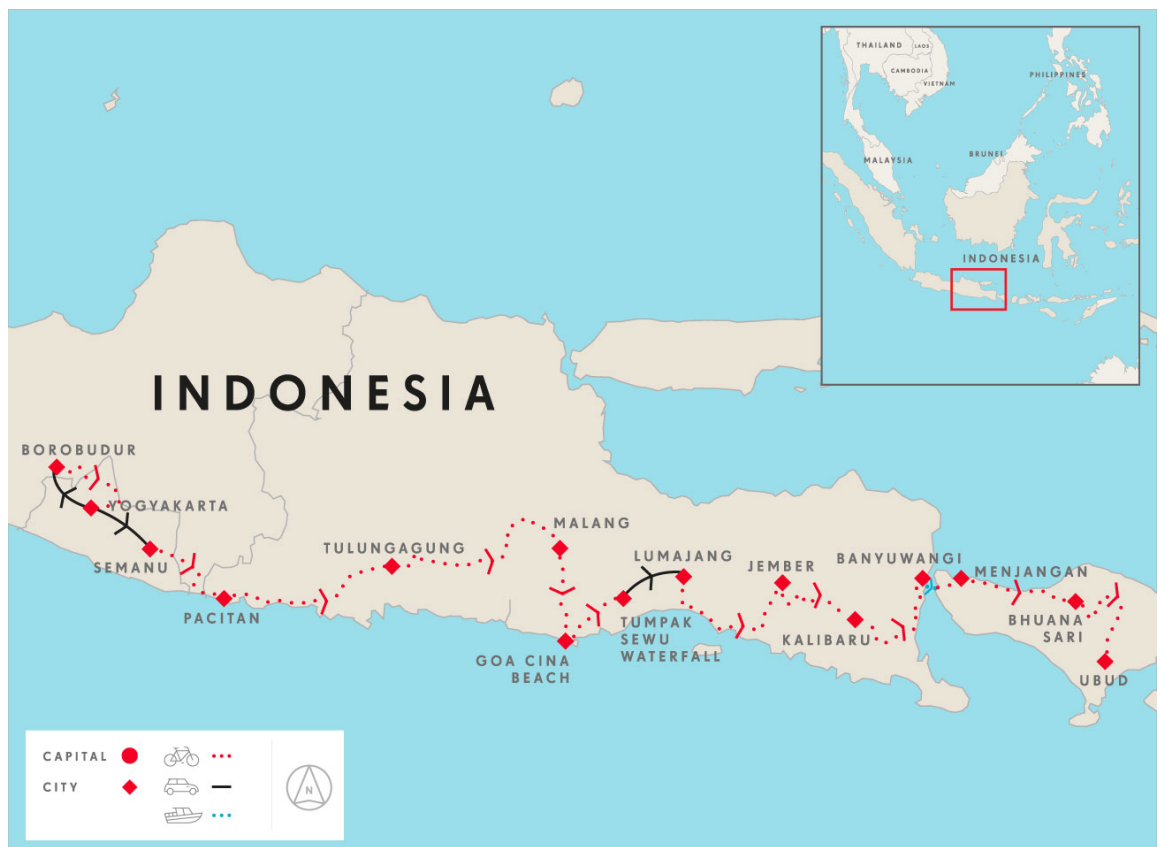 THAILAND
LAOS
CAMBODIA
VIETNAM
PHILIPPINES
MALAYSIA
BRUNEI
INDONESIA
INDONESIA
BOROBUDUR
YOGYAKARTA
SEMANU
PACITAN
TULUNGAGUNG
MALANG
GOA CINA
BEACH
LUMAJANG
TUMPAK
SEWU
WATERFALL
JEMBER
KALIBARU
BANYUWANGI
MENJANGAN
BHUANA
SARI
UBUD
CAPITAL
CITY
N